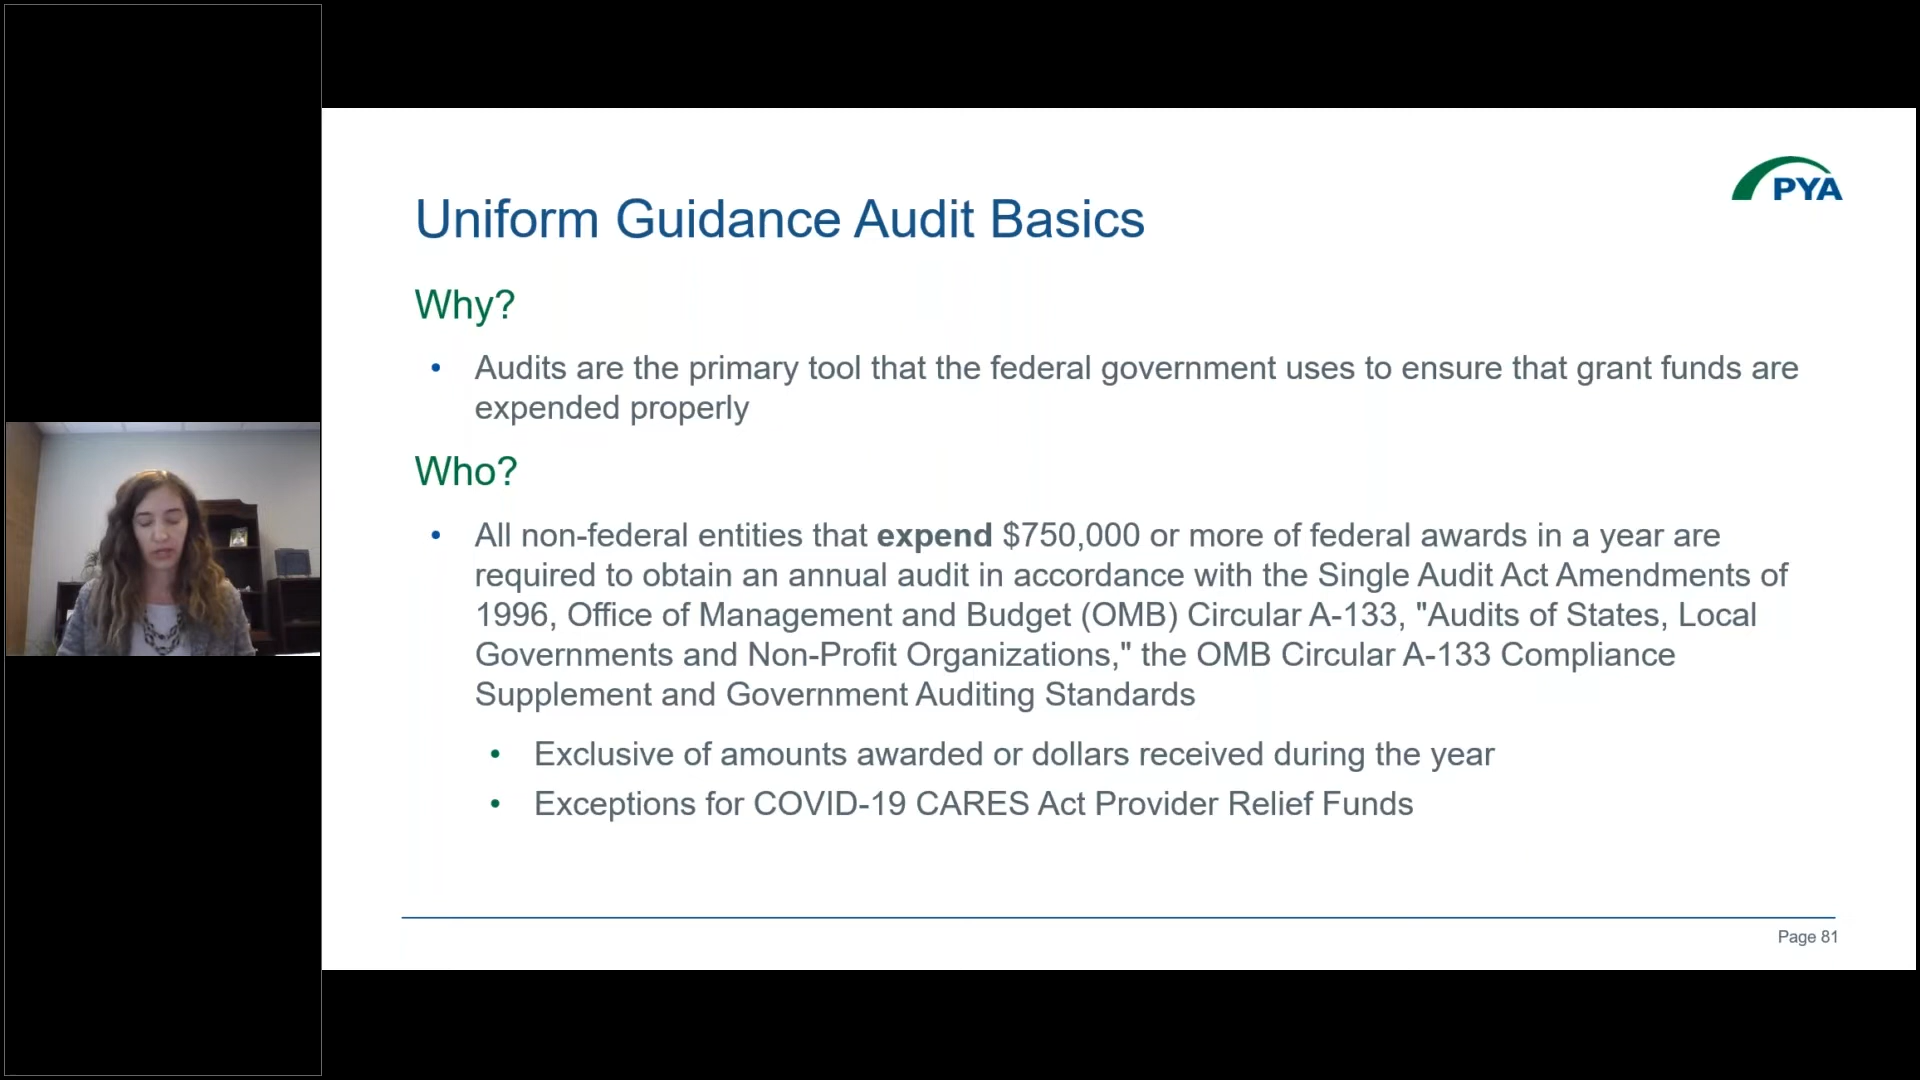 PYA
Uniform Guidance Audit Basics
Why?
• Audits are the primary tool that the federal government uses to ensure that grant funds are
expended properly
Who?
• All non-federal entities that expend $750,000 or more of federal awards in a year are
required to obtain an annual audit in accordance with the Single Audit Act Amendments of
1996, Office of Management and Budget (OMB) Circular A-133, "Audits of States, Local
Governments and Non-Profit Organizations," the OMB Circular A-133 Compliance
Supplement and Government Auditing Standards
• Exclusive of amounts awarded or dollars received during the year
• Exceptions for COVID-19 CARES Act Provider Relief Funds
Page 81